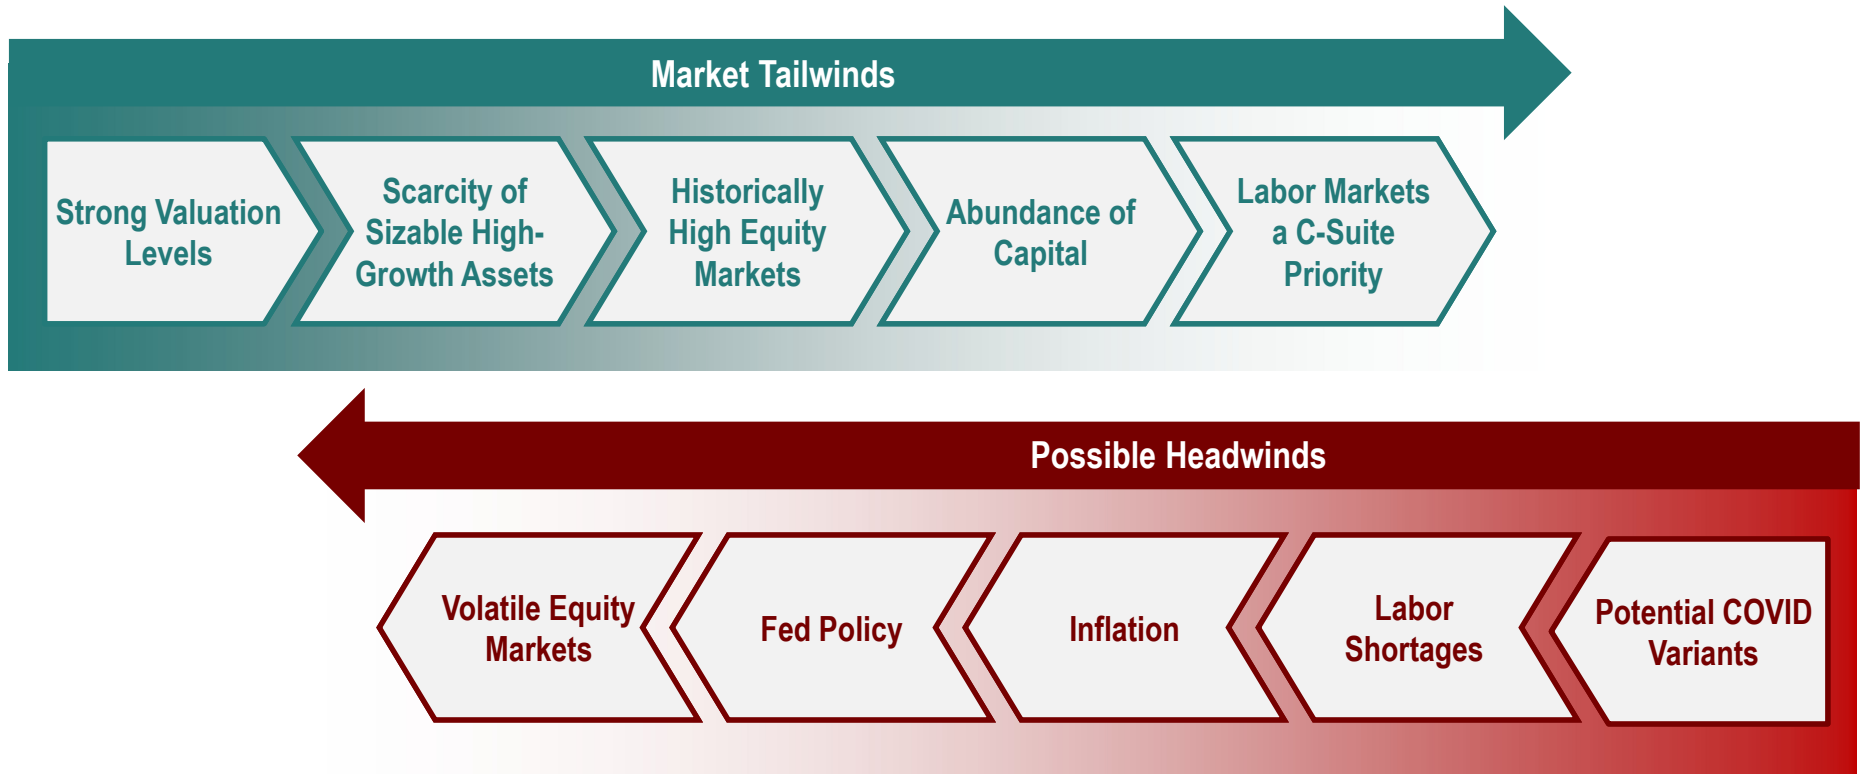 Market Tailwinds
Strong Valuation
Levels
Scarcity of
Sizable High-
Growth Assets
Historically
High Equity
Markets
Abundance of
Capital
Labor Markets
a C-Suite
Priority
Possible Headwinds
Volatile Equity
Markets
Fed Policy
Inflation
Labor
Shortages
Potential COVID
Variants